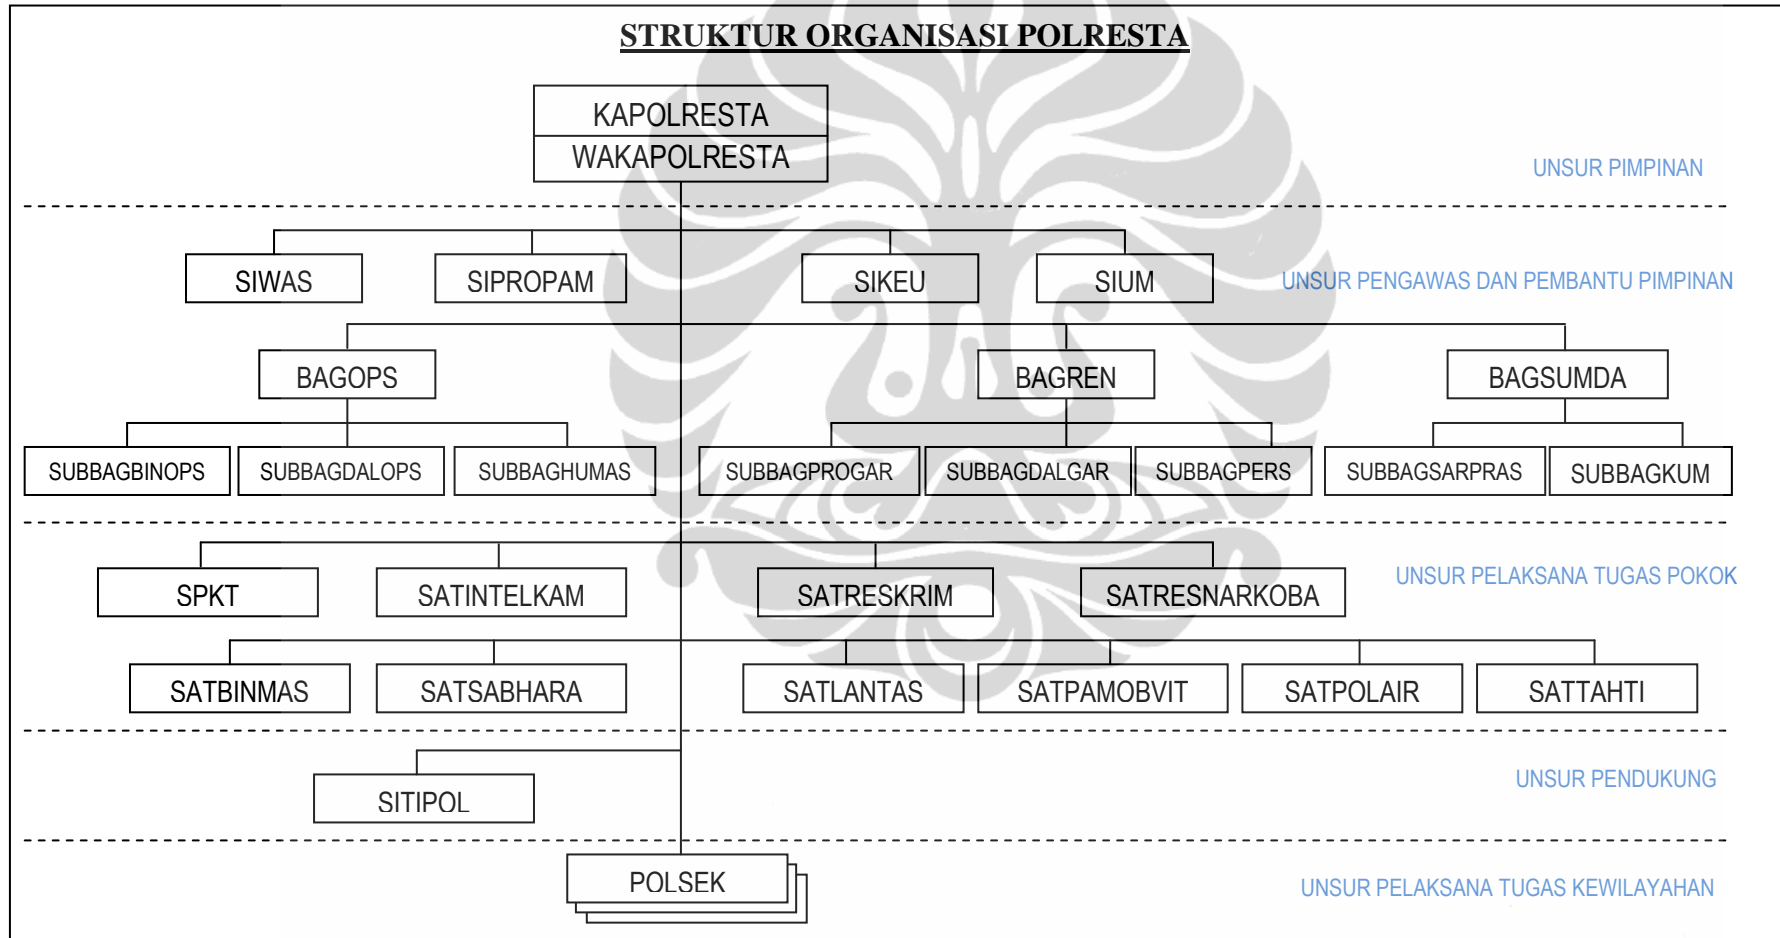 STRUKTUR ORGANISASI POLRESTA
KAPOLRESTA
WAKAPOLRESTA
UNSUR PIMPINAN
SIWAS
SIPROPAM
SIKEU
SIUM
UNSUR PENGAWAS DAN PEMBANTU PIMPINAN
BAGOPS
BAGREN
BAGSUMDA
SUBBAGBINOPS
SUBBAGDALOPS
SUBBAGHUMAS
SUBBAGPROGAR
SUBBAGDALGAR
SUBBAGPERS
SUBBAGSARPRAS
SUBBAGKUM
SPKT
SATINTELKAM
SATRESKRIM
SATRESNARKOBA
UNSUR PELAKSANA TUGAS POKOK
SATBINMAS
SATSABHARA
SATLANTAS
SATPAMOBVIT
SATPOLAIR
SATTAHTI
SITIPOL
UNSUR PENDUKUNG
POLSEK
UNSUR PELAKSANA TUGAS KEWILAYAHAN